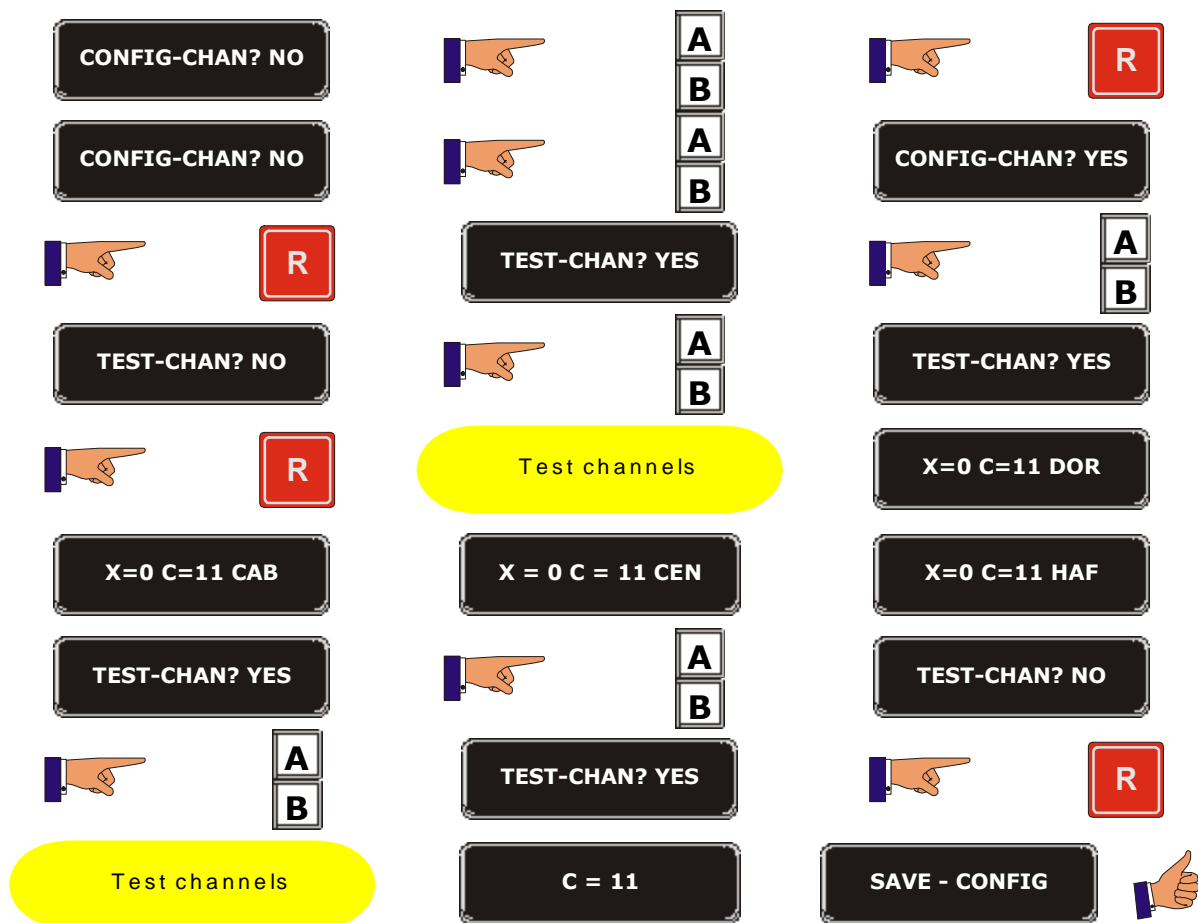 CONFIG-CHAN? NO
A
B
R
CONFIG-CHAN? NO
A
B
CONFIG-CHAN? YES
R
TEST-CHAN? YES
A
B
TEST-CHAN? NO
A
B
TEST-CHAN? YES
R
Test channels
X=0 C=11 DOR
X=0 C=11 CAB
X = 0 C = 11 CEN
X=0 C=11 HAF
TEST-CHAN? YES
A
B
TEST-CHAN? NO
A
B
TEST-CHAN? YES
R
Test channels
C = 11
SAVE - CONFIG